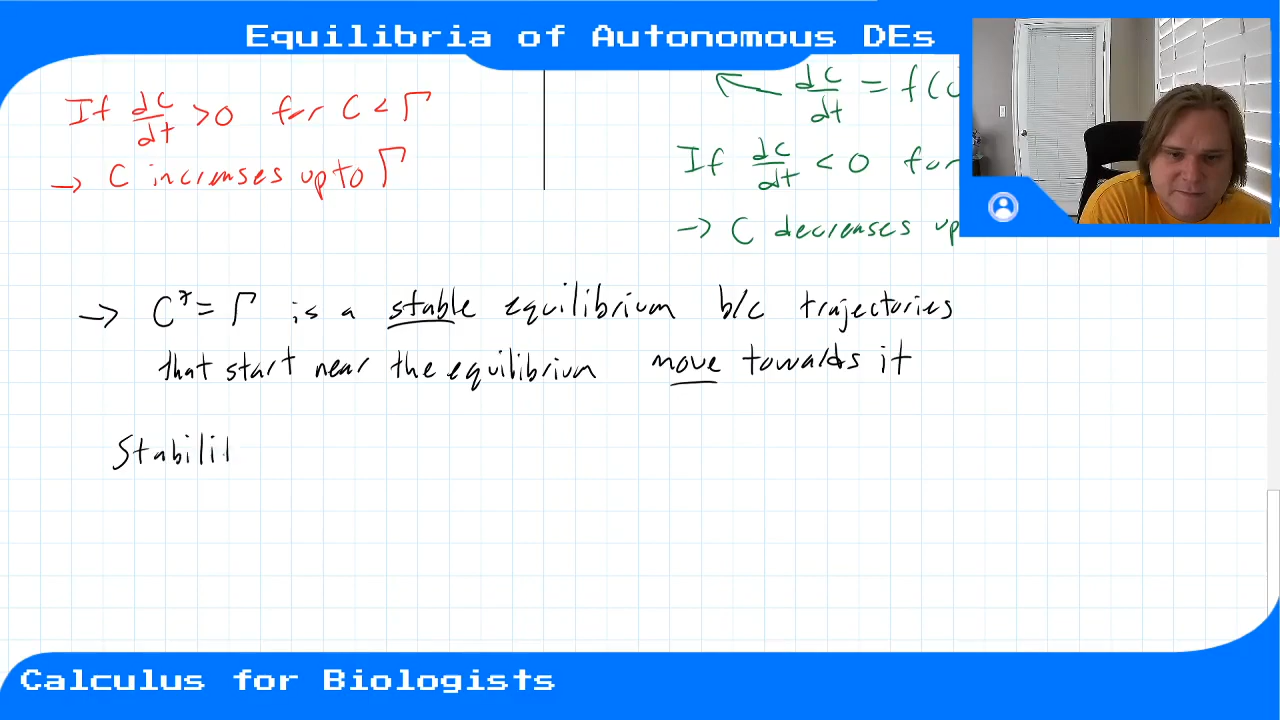 Equilibria of Autonomous DEs
If dC/dt > 0 for C < Γ
→ C increases up to Γ
dC/dt = f(C
If dC/dt < 0 for
→ C decreases up
→ C* = Γ is a stable equilibrium b/c trajectories
that start near the equilibrium move towards it
Stabilit
Calculus for Biologists